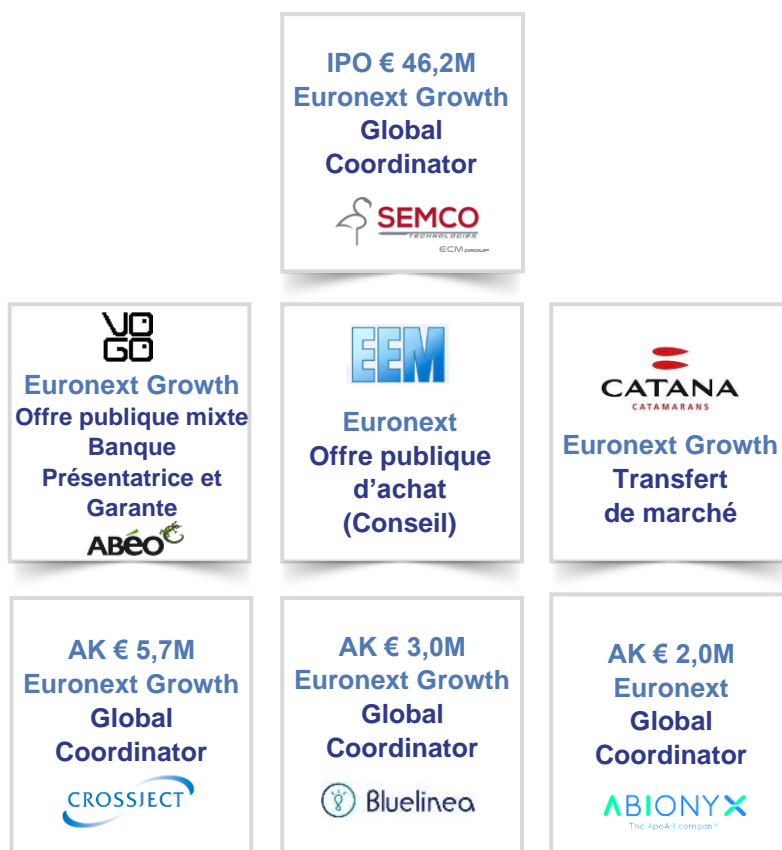 IPO € 46,2M
Euronext Growth
Global
Coordinator
SEMCO
TECHNOLOGIES
ECM GROUP
VO
GO
Euronext Growth
Offre publique mixte
Banque
Présentatrice et
Garante
ABéO
EEM
Euronext
Offre publique
d’achat
(Conseil)
CATANA
CATAMARANS
Euronext Growth
Transfert
de marché
AK € 5,7M
Euronext Growth
Global
Coordinator
CROSSJECT
AK € 3,0M
Euronext Growth
Global
Coordinator
Bluelinea
AK € 2,0M
Euronext
Global
Coordinator
ABIONYX
The ApoA-I companY